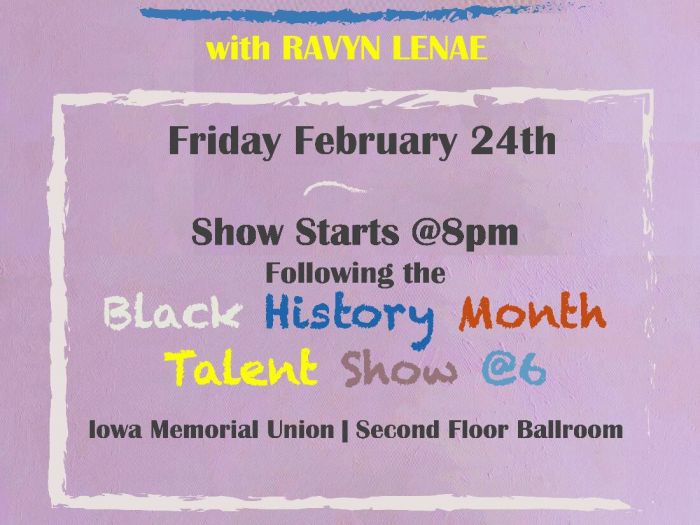 with RAVYN LENAE
Friday February 24th
Show Starts @8pm
Following the
Black History Month
Talent Show @6
Iowa Memorial Union | Second Floor Ballroom